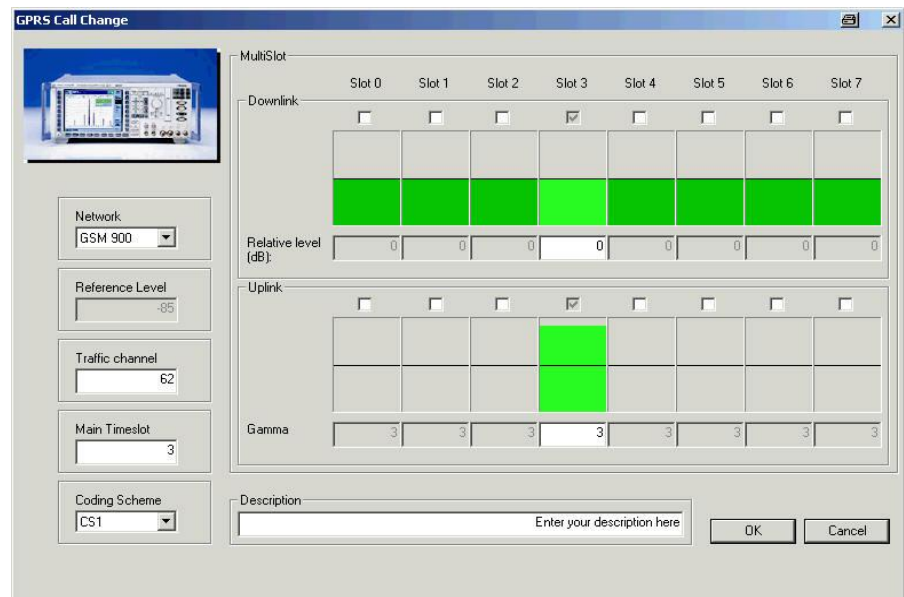 GPRS Call Change
MultiSlot
Slot 0 Slot 1 Slot 2 Slot 3 Slot 4 Slot 5 Slot 6 Slot 7
Downlink
Relative level (dB):
0 0 0 0 0 0 0 0
Uplink
Gamma
3 3 3 3 3 3 3 3
Network
GSM 900
Reference Level
-85
Traffic channel
62
Main Timeslot
3
Coding Scheme
CS1
Description
Enter your description here
OK Cancel